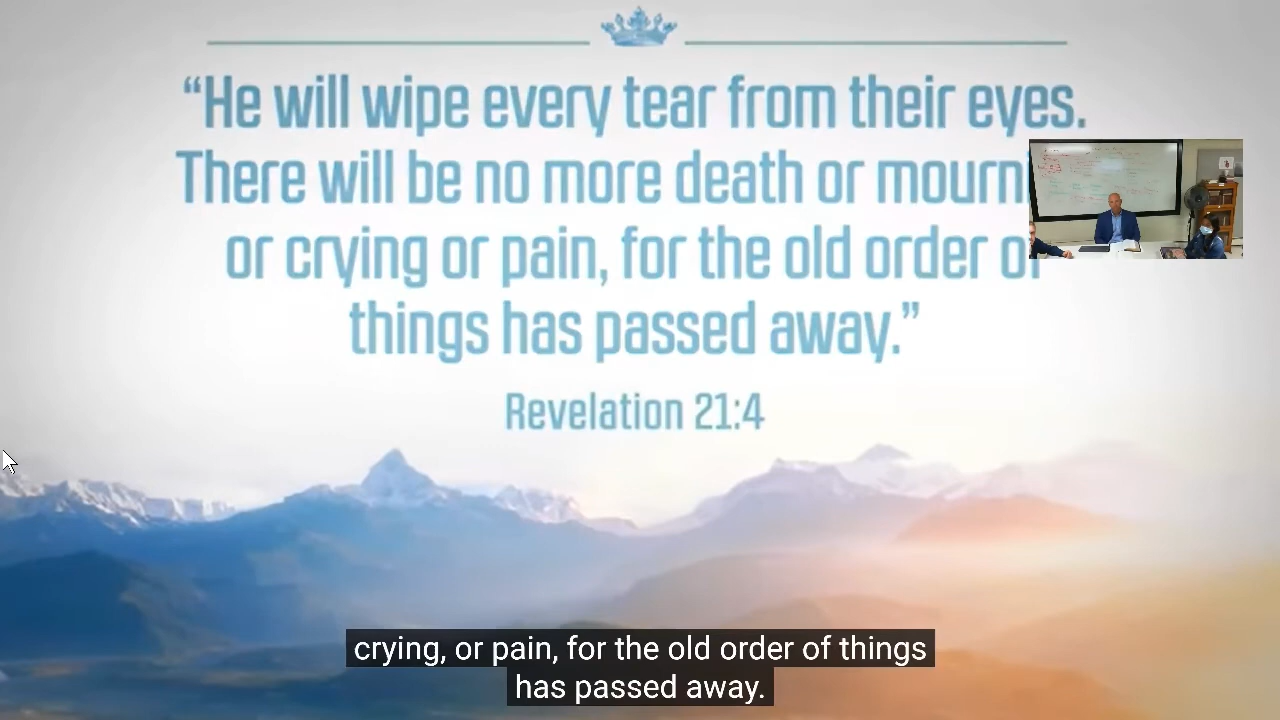 “He will wipe every tear from their eyes.
There will be no more death or mourn
or crying or pain, for the old order of
things has passed away.”
Revelation 21:4
crying, or pain, for the old order of things
has passed away.